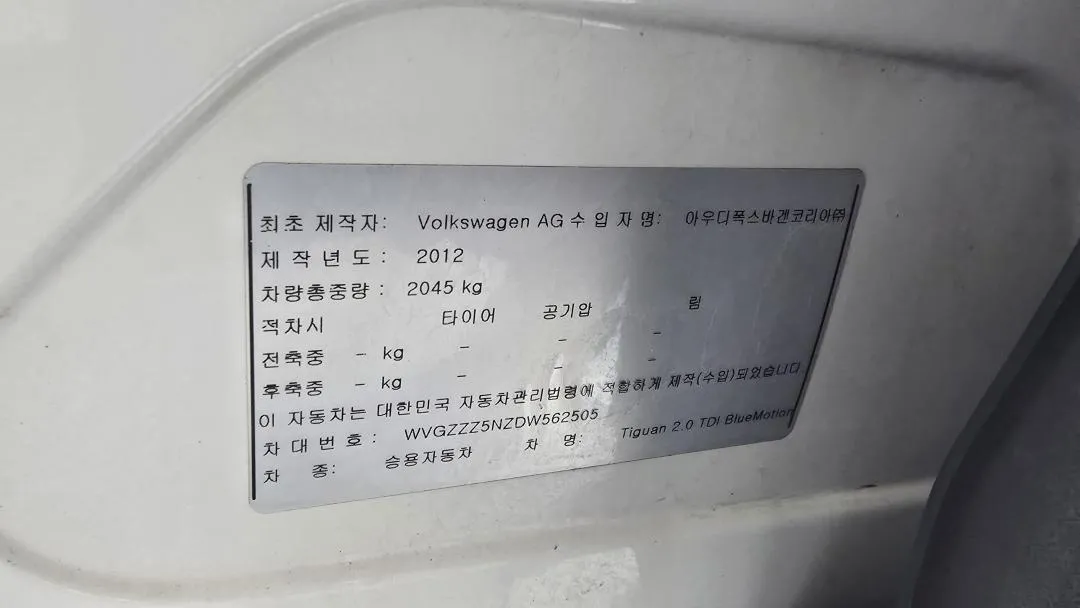 최초 제작자: Volkswagen AG 수 입 자 명: 아우디폭스바겐코리아㈜
제 작 년 도 : 2012
차량총중량 : 2045 kg
적차시 타이어 공기압 림
전축중 - kg - - -
후축중 - kg - - -
이 자동차는 대한민국 자동차관리법령에 적합하게 제작(수입)되었습니다.
차 대 번 호 : WVGZZZ5NZDW562505
차 종: 승용자동차 차 명: Tiguan 2.0 TDI BlueMotion